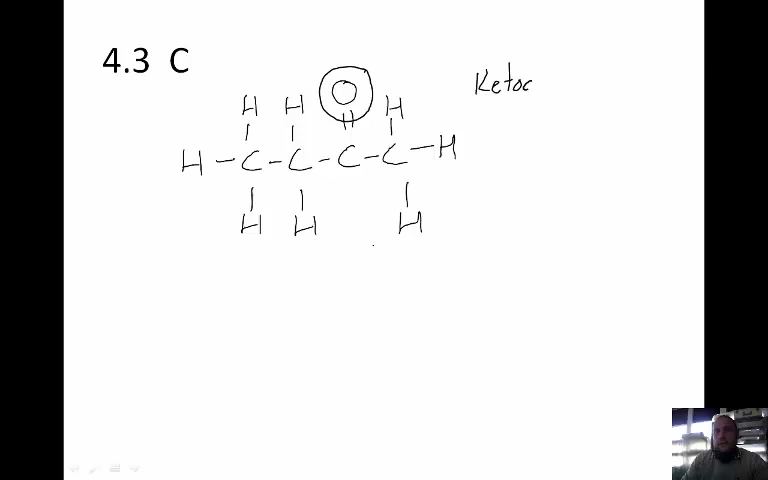 4.3 C
Ketoc
H H O H
H - C - C - C - C - H
H H H